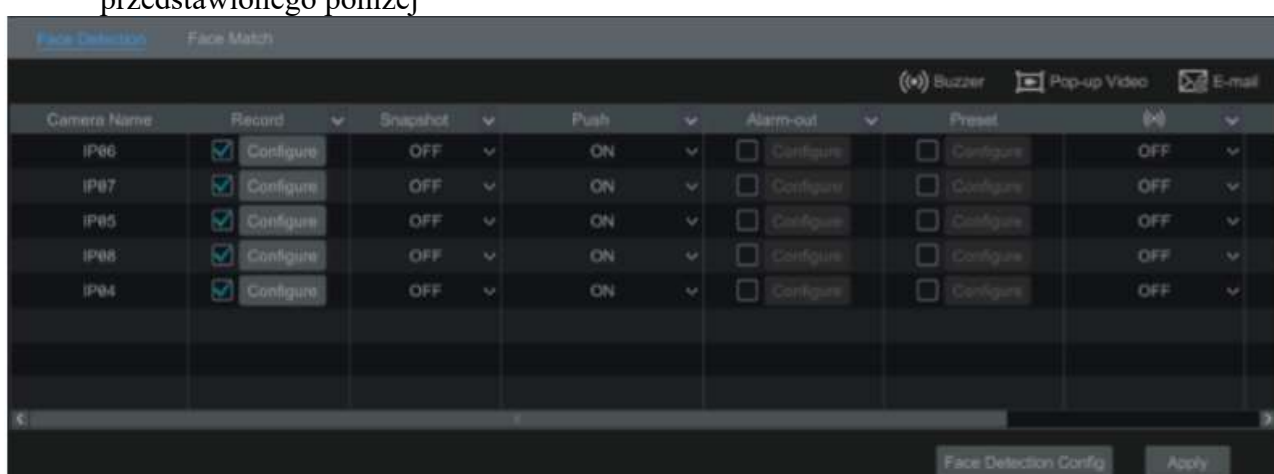 przedstawionego poniżej
Face Detection Face Match
Buzzer Pop-up Video E-mail
Camera Name Record Snapshot Push Alarm-out Preset
IP06 Configure OFF ON Configure Configure OFF
IP07 Configure OFF ON Configure Configure OFF
IP05 Configure OFF ON Configure Configure OFF
IP08 Configure OFF ON Configure Configure OFF
IP04 Configure OFF ON Configure Configure OFF
Face Detection Config Apply